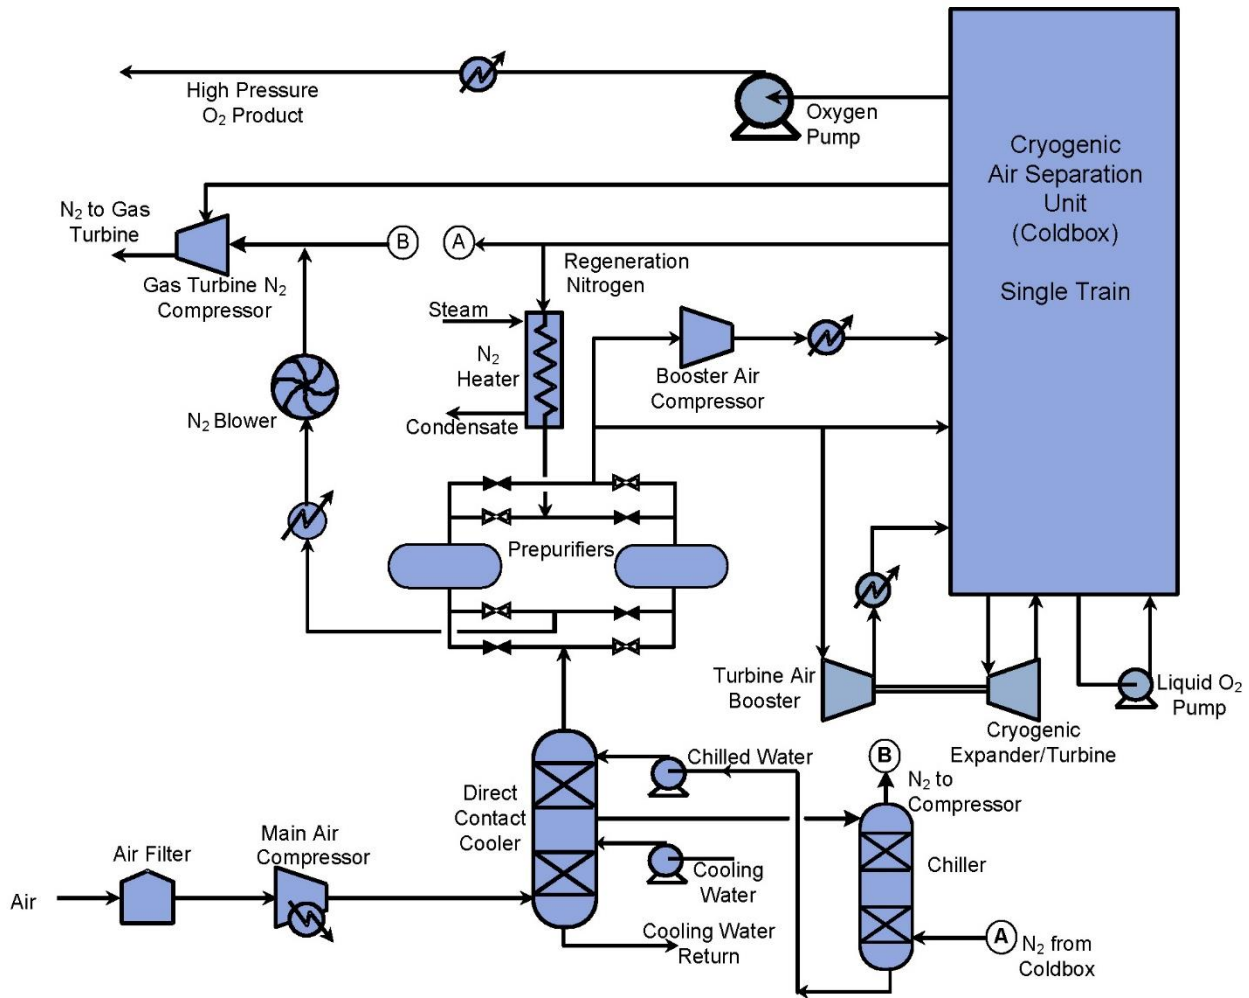 High Pressure
O₂ Product
Oxygen
Pump
Cryogenic
Air Separation
Unit
(Coldbox)
Single Train
N₂ to Gas
Turbine
B
A
Gas Turbine N₂
Compressor
Regeneration
Nitrogen
Steam
N₂
Heater
Condensate
Booster Air
Compressor
N₂ Blower
Prepurifiers
Turbine Air
Booster
Cryogenic
Expander/Turbine
Liquid O₂
Pump
Chilled Water
B
N₂ to
Compressor
Direct
Contact
Cooler
Chiller
Cooling
Water
Air
Air Filter
Main Air
Compressor
Cooling Water
Return
A
N₂ from
Coldbox